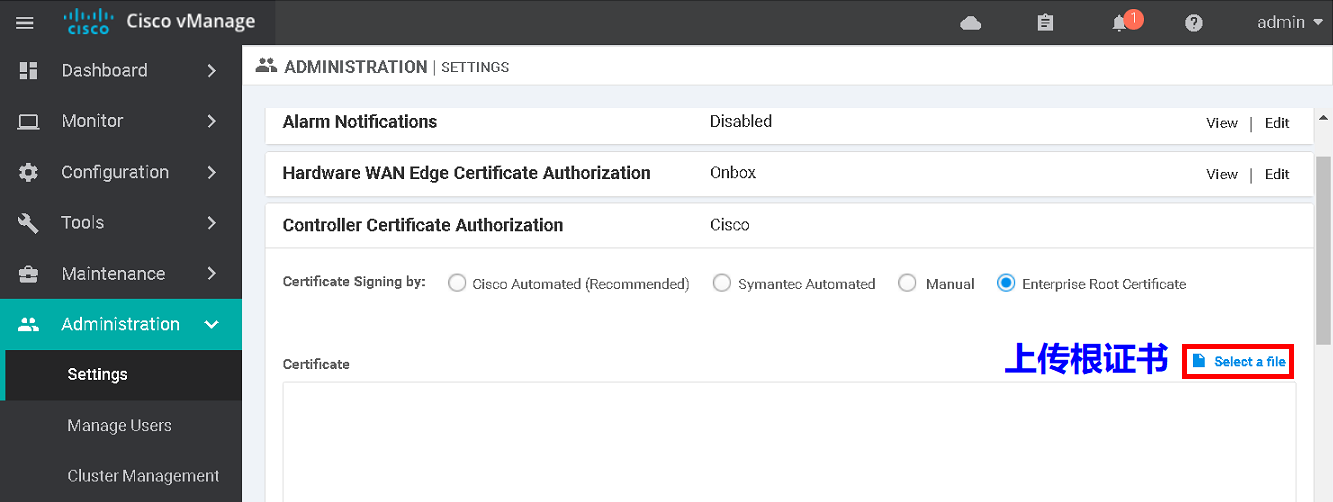 cisco Cisco vManage 1 admin
Dashboard
ADMINISTRATION | SETTINGS
Monitor
Configuration
Tools
Maintenance
Administration
Settings
Manage Users
Cluster Management
Alarm Notifications Disabled View | Edit
Hardware WAN Edge Certificate Authorization Onbox View | Edit
Controller Certificate Authorization Cisco
Certificate Signing by: Cisco Automated (Recommended) Symantec Automated Manual Enterprise Root Certificate
Certificate 上传根证书 Select a file